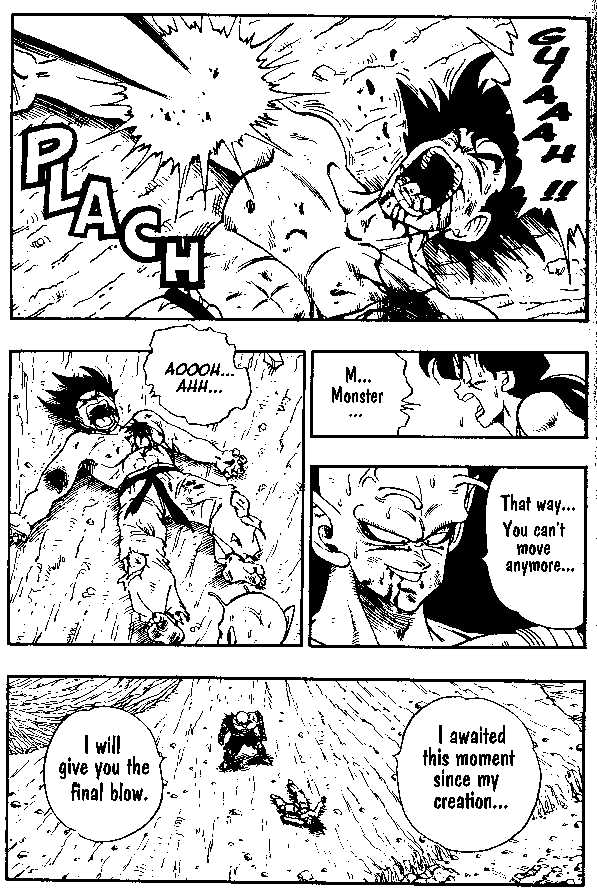 GYAAAH !!
PLACH
AOOOH...
AHH...
M...
Monster
...
That way...
You can't
move
anymore...
I will
give you the
final blow.
I awaited
this moment
since my
creation...